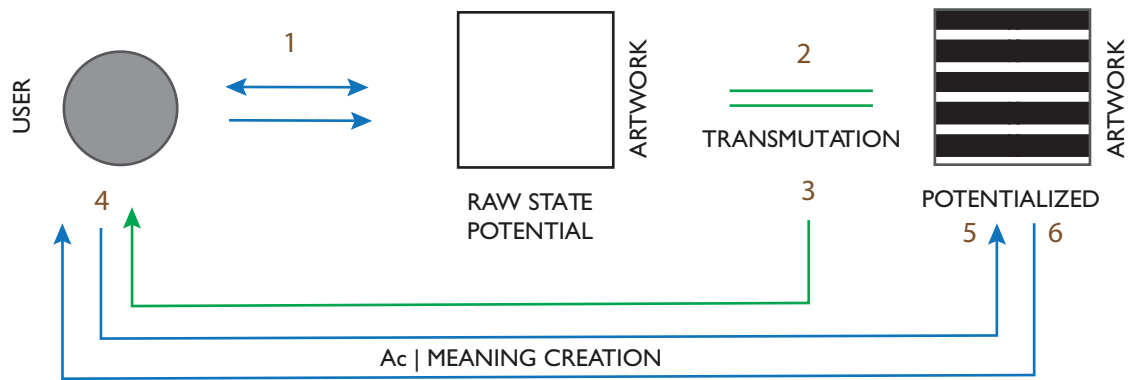 USER
1
ARTWORK
2
ARTWORK
TRANSMUTATION
4
RAW STATE
POTENTIAL
3
POTENTIALIZED
5
6
Ac | MEANING CREATION